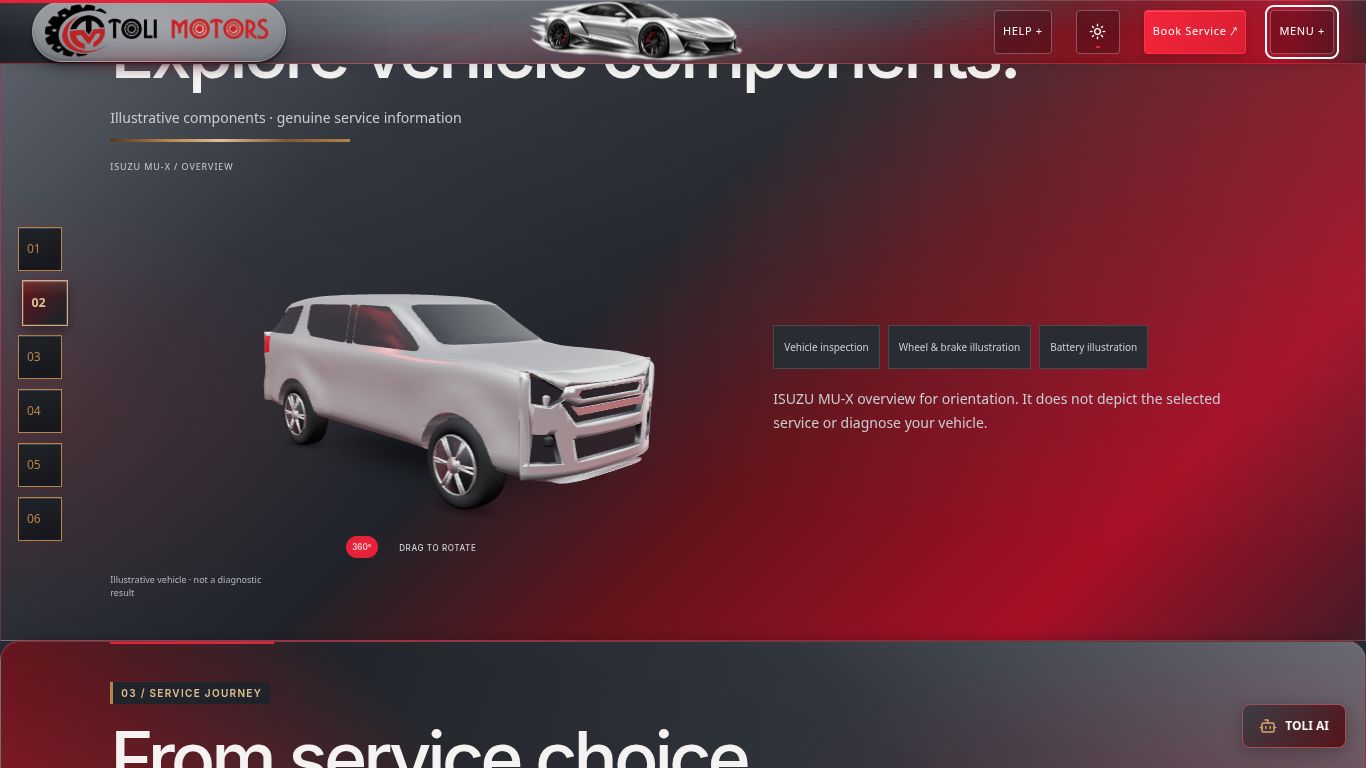 TOLI MOTORS
HELP +
Book Service ↗
MENU +
Explore vehicle components.
Illustrative components · genuine service information
ISUZU MU-X / OVERVIEW
01
02
03
04
05
06
Vehicle inspection
Wheel & brake illustration
Battery illustration
ISUZU MU-X overview for orientation. It does not depict the selected
service or diagnose your vehicle.
360°
DRAG TO ROTATE
Illustrative vehicle · not a diagnostic
result
03 / SERVICE JOURNEY
From service choice
TOLI AI